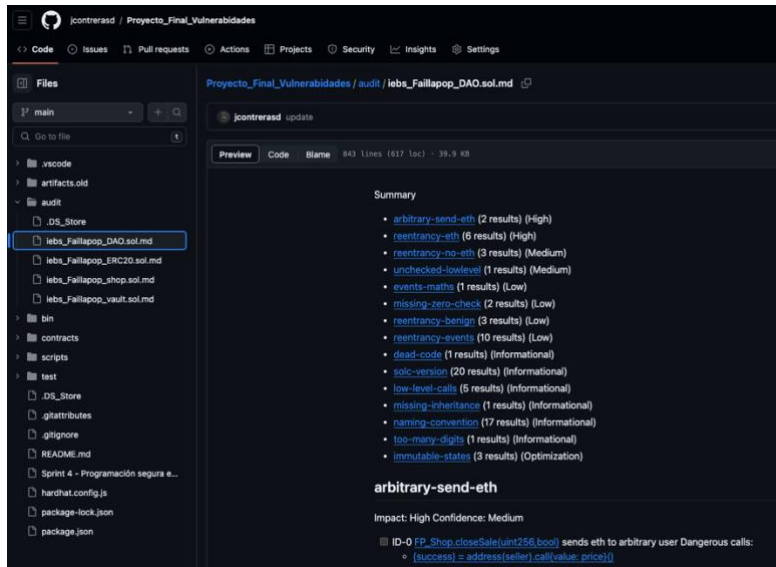 jcontrerasd / Proyecto_Final_Vulnerabidades
<> Code Issues Pull requests Actions Projects Security Insights Settings
Files
main
Go to file t
.vscode
artifacts.old
audit
.DS_Store
iebs_Faillapop_DAO.sol.md
iebs_Faillapop_ERC20.sol.md
iebs_Faillapop_shop.sol.md
iebs_Faillapop_vault.sol.md
bin
contracts
scripts
test
.DS_Store
.gitattributes
.gitignore
README.md
Sprint 4 - Programación segura e...
hardhat.config.js
package-lock.json
package.json
Proyecto_Final_Vulnerabidades / audit / iebs_Faillapop_DAO.sol.md
jcontrerasd update
Preview Code Blame 843 lines (617 loc) · 39.9 KB
Summary
• arbitrary-send-eth (2 results) (High)
• reentrancy-eth (6 results) (High)
• reentrancy-no-eth (3 results) (Medium)
• unchecked-lowlevel (1 results) (Medium)
• events-maths (1 results) (Low)
• missing-zero-check (2 results) (Low)
• reentrancy-benign (3 results) (Low)
• reentrancy-events (10 results) (Low)
• dead-code (1 results) (Informational)
• solc-version (20 results) (Informational)
• low-level-calls (5 results) (Informational)
• missing-inheritance (1 results) (Informational)
• naming-convention (17 results) (Informational)
• too-many-digits (1 results) (Informational)
• immutable-states (3 results) (Optimization)
arbitrary-send-eth
Impact: High Confidence: Medium
ID-0 FP_Shop.closeSale(uint256,bool) sends eth to arbitrary user Dangerous calls:
(success) = address(seller).call{value: price}()